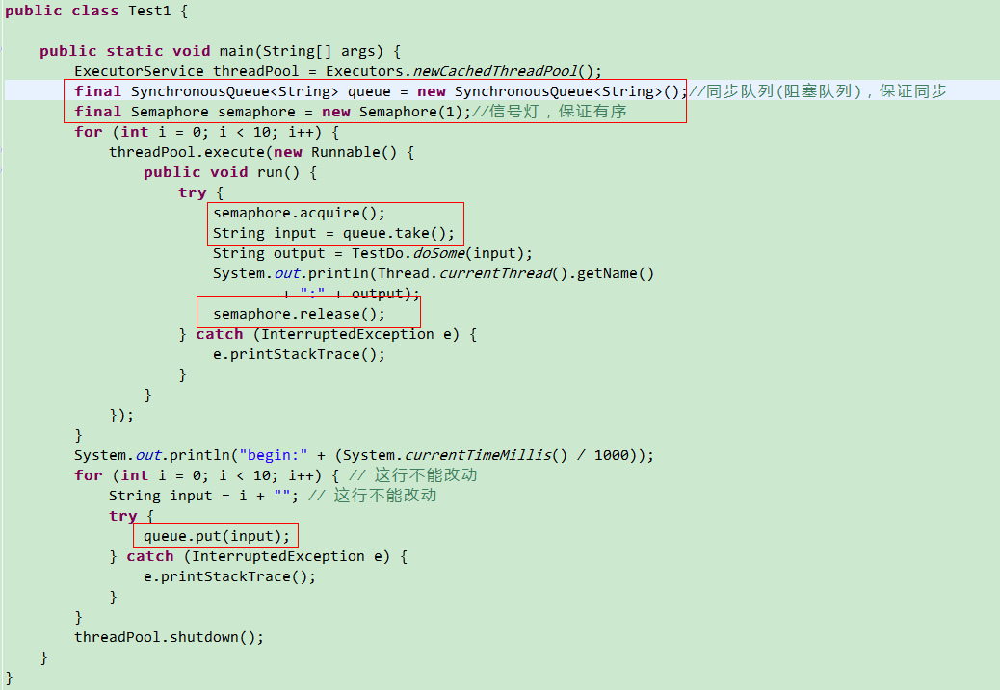 public class Test1 {
public static void main(String[] args) {
ExecutorService threadPool = Executors.newCachedThreadPool();
final SynchronousQueue<String> queue = new SynchronousQueue<String>();//同步队列(阻塞队列)，保证同步
final Semaphore semaphore = new Semaphore(1);//信号灯，保证有序
for (int i = 0; i < 10; i++) {
threadPool.execute(new Runnable() {
public void run() {
try {
semaphore.acquire();
String input = queue.take();
String output = TestDo.doSome(input);
System.out.println(Thread.currentThread().getName()
+ ":" + output);
semaphore.release();
} catch (InterruptedException e) {
e.printStackTrace();
}
}
});
}
System.out.println("begin:" + (System.currentTimeMillis() / 1000));
for (int i = 0; i < 10; i++) { // 这行不能改动
String input = i + ""; // 这行不能改动
try {
queue.put(input);
} catch (InterruptedException e) {
e.printStackTrace();
}
}
threadPool.shutdown();
}
}